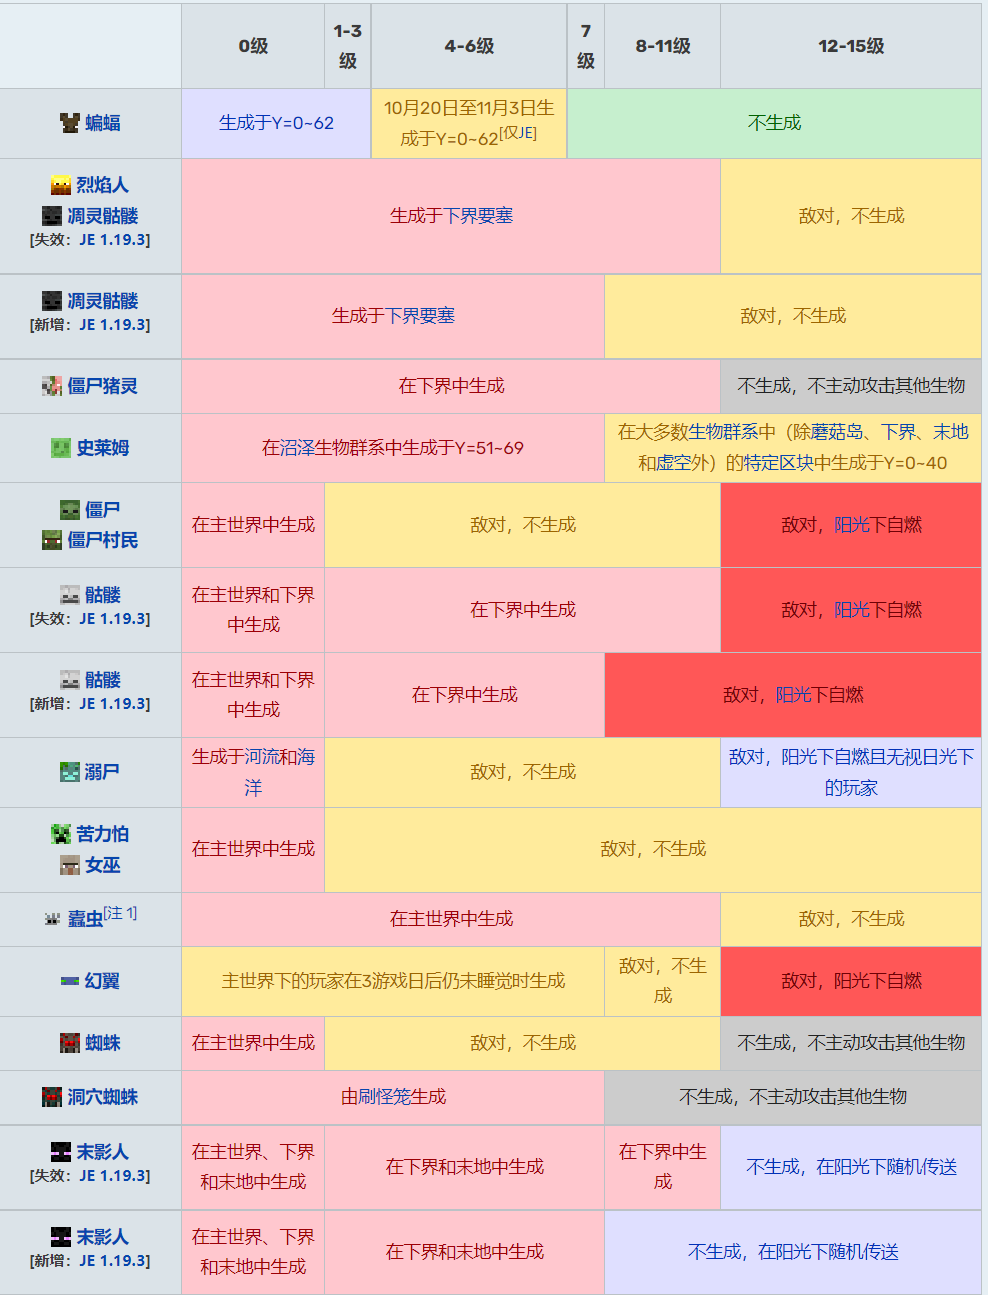 0级
1-3
级
4-6级
7
级
8-11级
12-15级
蝙蝠
生成于Y=0~62
10月20日至11月3日生
成于Y=0~62[仅JE]
不生成
烈焰人
凋灵骷髅
[失效：JE 1.19.3]
生成于下界要塞
敌对，不生成
凋灵骷髅
[新增：JE 1.19.3]
生成于下界要塞
敌对，不生成
僵尸猪灵
在下界中生成
不生成，不主动攻击其他生物
史莱姆
在沼泽生物群系中生成于Y=51~69
在大多数生物群系中（除蘑菇岛、下界、末地
和虚空外）的特定区块中生成于Y=0~40
僵尸
僵尸村民
在主世界中生成
敌对，不生成
敌对，阳光下自燃
骷髅
[失效：JE 1.19.3]
在主世界和下界
中生成
在下界中生成
敌对，阳光下自燃
骷髅
[新增：JE 1.19.3]
在主世界和下界
中生成
在下界中生成
敌对，阳光下自燃
溺尸
生成于河流和海
洋
敌对，不生成
敌对，阳光下自燃且无视日光下
的玩家
苦力怕
女巫
在主世界中生成
敌对，不生成
蠹虫[注 1]
在主世界中生成
敌对，不生成
幻翼
主世界下的玩家在3游戏日后仍未睡觉时生成
敌对，不生
成
敌对，阳光下自燃
蜘蛛
在主世界中生成
敌对，不生成
不生成，不主动攻击其他生物
洞穴蜘蛛
由刷怪笼生成
不生成，不主动攻击其他生物
末影人
[失效：JE 1.19.3]
在主世界、下界
和末地中生成
在下界和末地中生成
在下界中生
成
不生成，在阳光下随机传送
末影人
[新增：JE 1.19.3]
在主世界、下界
和末地中生成
在下界和末地中生成
不生成，在阳光下随机传送